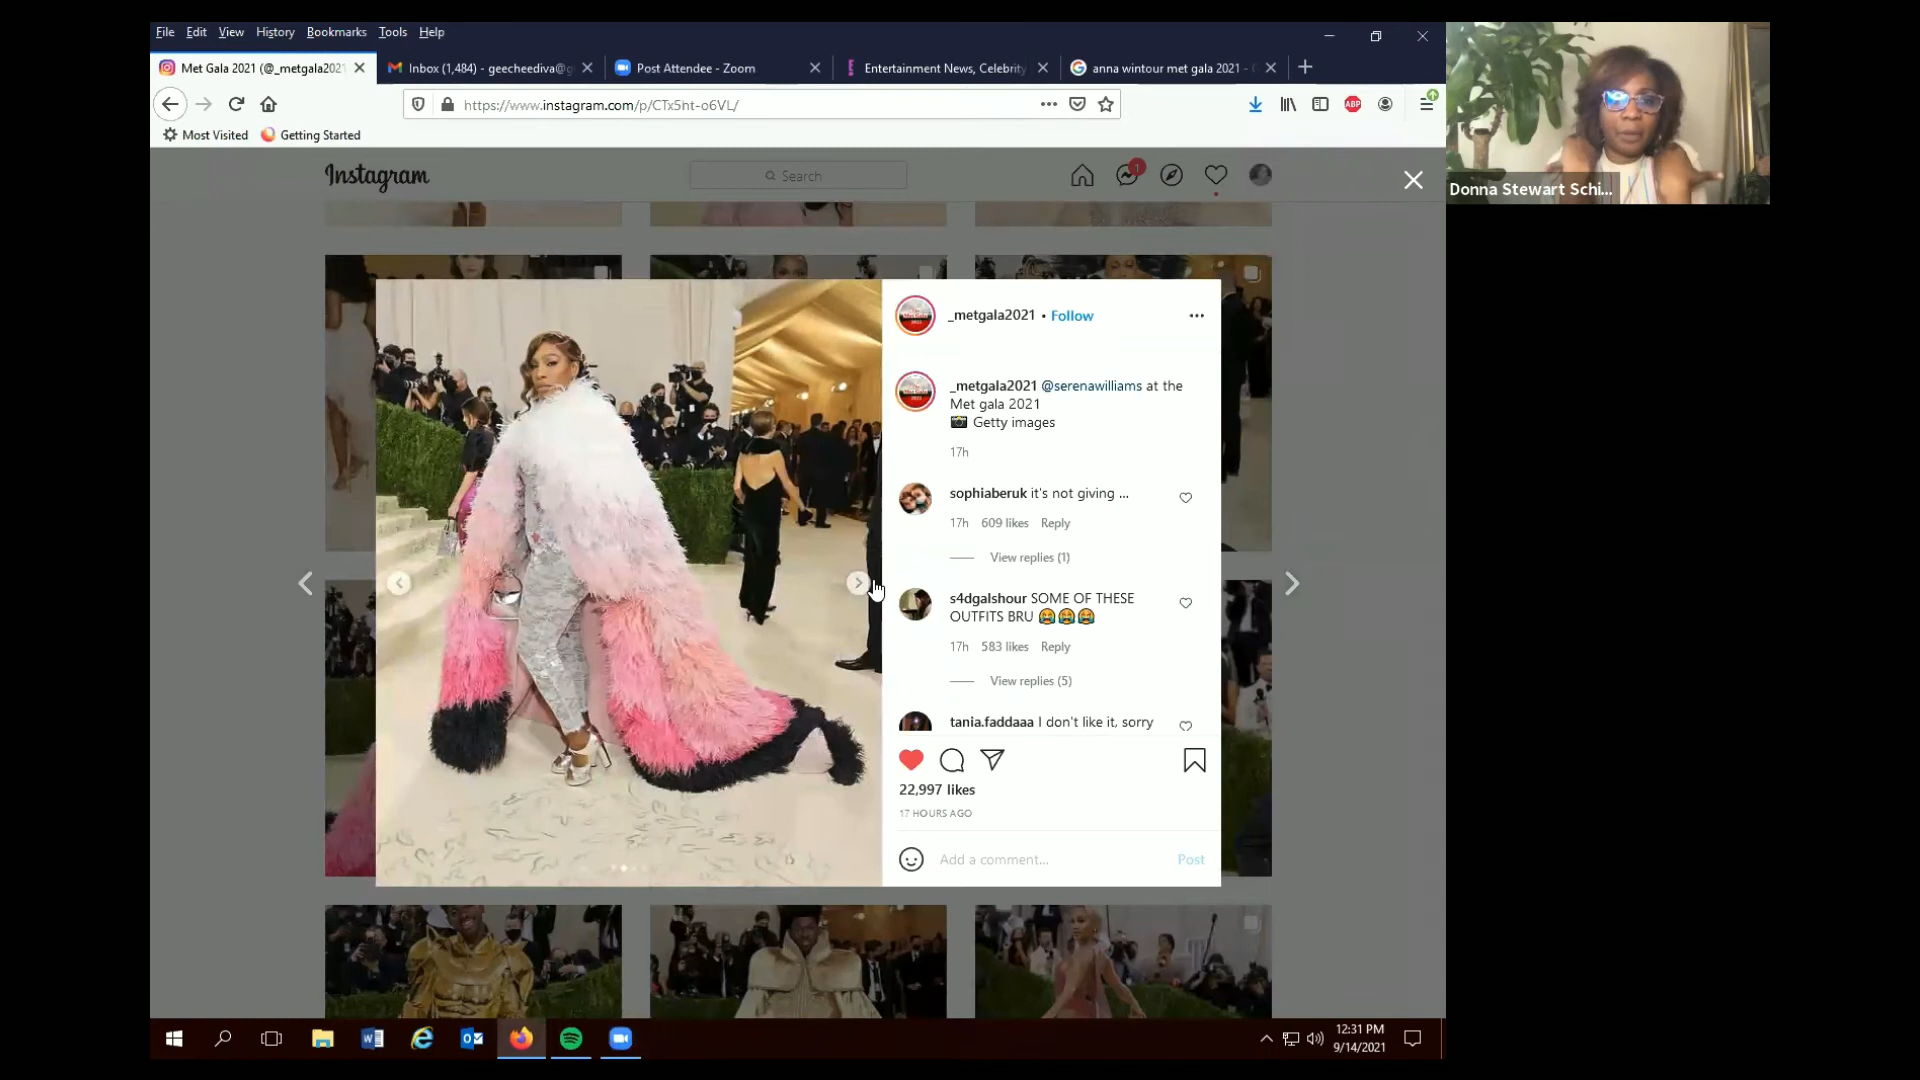 File Edit View History Bookmarks Tools Help
Met Gala 2021 (@_metgala2021
Inbox (1,484) - geecheediva@g
Post Attendee - Zoom
Entertainment News, Celebrity
anna wintour met gala 2021 -
https://www.instagram.com/p/CTx5ht-o6VL/
ABP
Most Visited Getting Started
Instagram
Search
1
Donna Stewart Schi...
_metgala2021 • Follow
_metgala2021 @serenawilliams at the
Met gala 2021
📷 Getty images
17h
sophiaberuk it's not giving ...
17h 609 likes Reply
View replies (1)
s4dgalshour SOME OF THESE
OUTFITS BRU 😭😭😭
17h 583 likes Reply
View replies (5)
tania.faddaaa I don't like it, sorry
22,997 likes
17 HOURS AGO
Add a comment...
Post
12:31 PM
9/14/2021